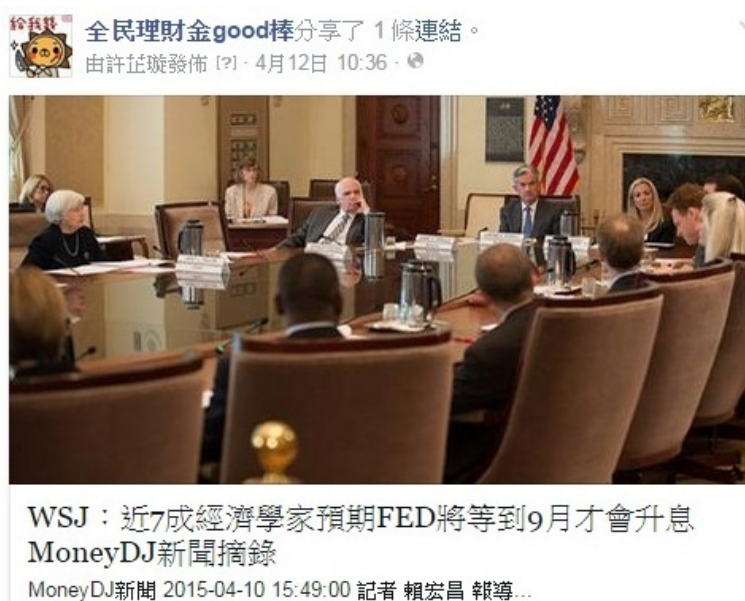 給我錢
全民理財金good棒分享了 1 條連結。
由許芷璇發佈 [?] · 4月12日 10:36 ·
WSJ：近7成經濟學家預期FED將等到9月才會升息
MoneyDJ新聞摘錄
MoneyDJ新聞 2015-04-10 15:49:00 記者 賴宏昌 報導...